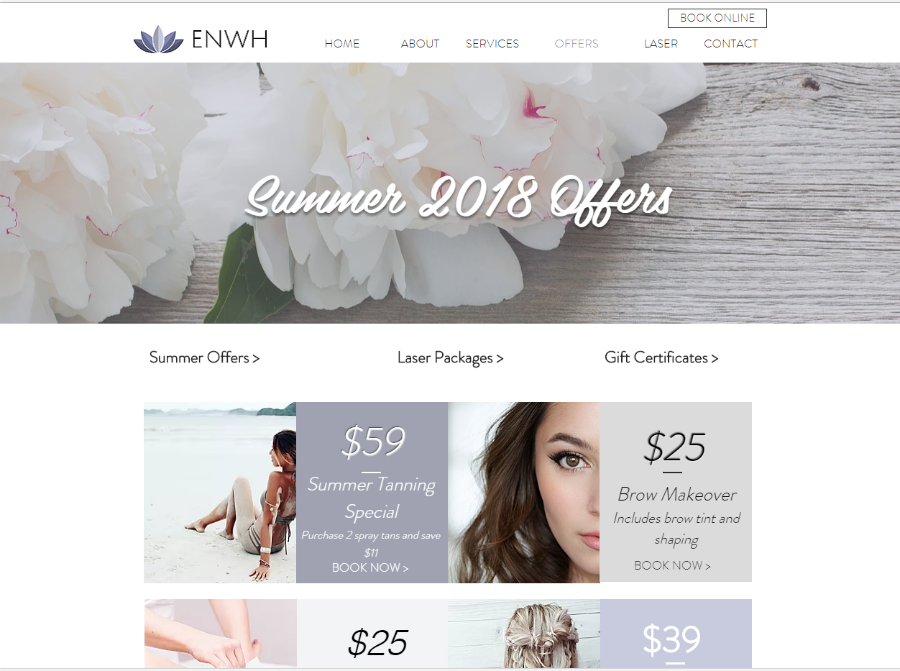 BOOK ONLINE
ENWH
HOME ABOUT SERVICES OFFERS LASER CONTACT
Summer 2018 Offers
Summer Offers > Laser Packages > Gift Certificates >
$59
Summer Tanning
Special
Purchase 2 spray tans and save
$11
BOOK NOW >
$25
Brow Makeover
Includes brow tint and
shaping
BOOK NOW >
$25
$39